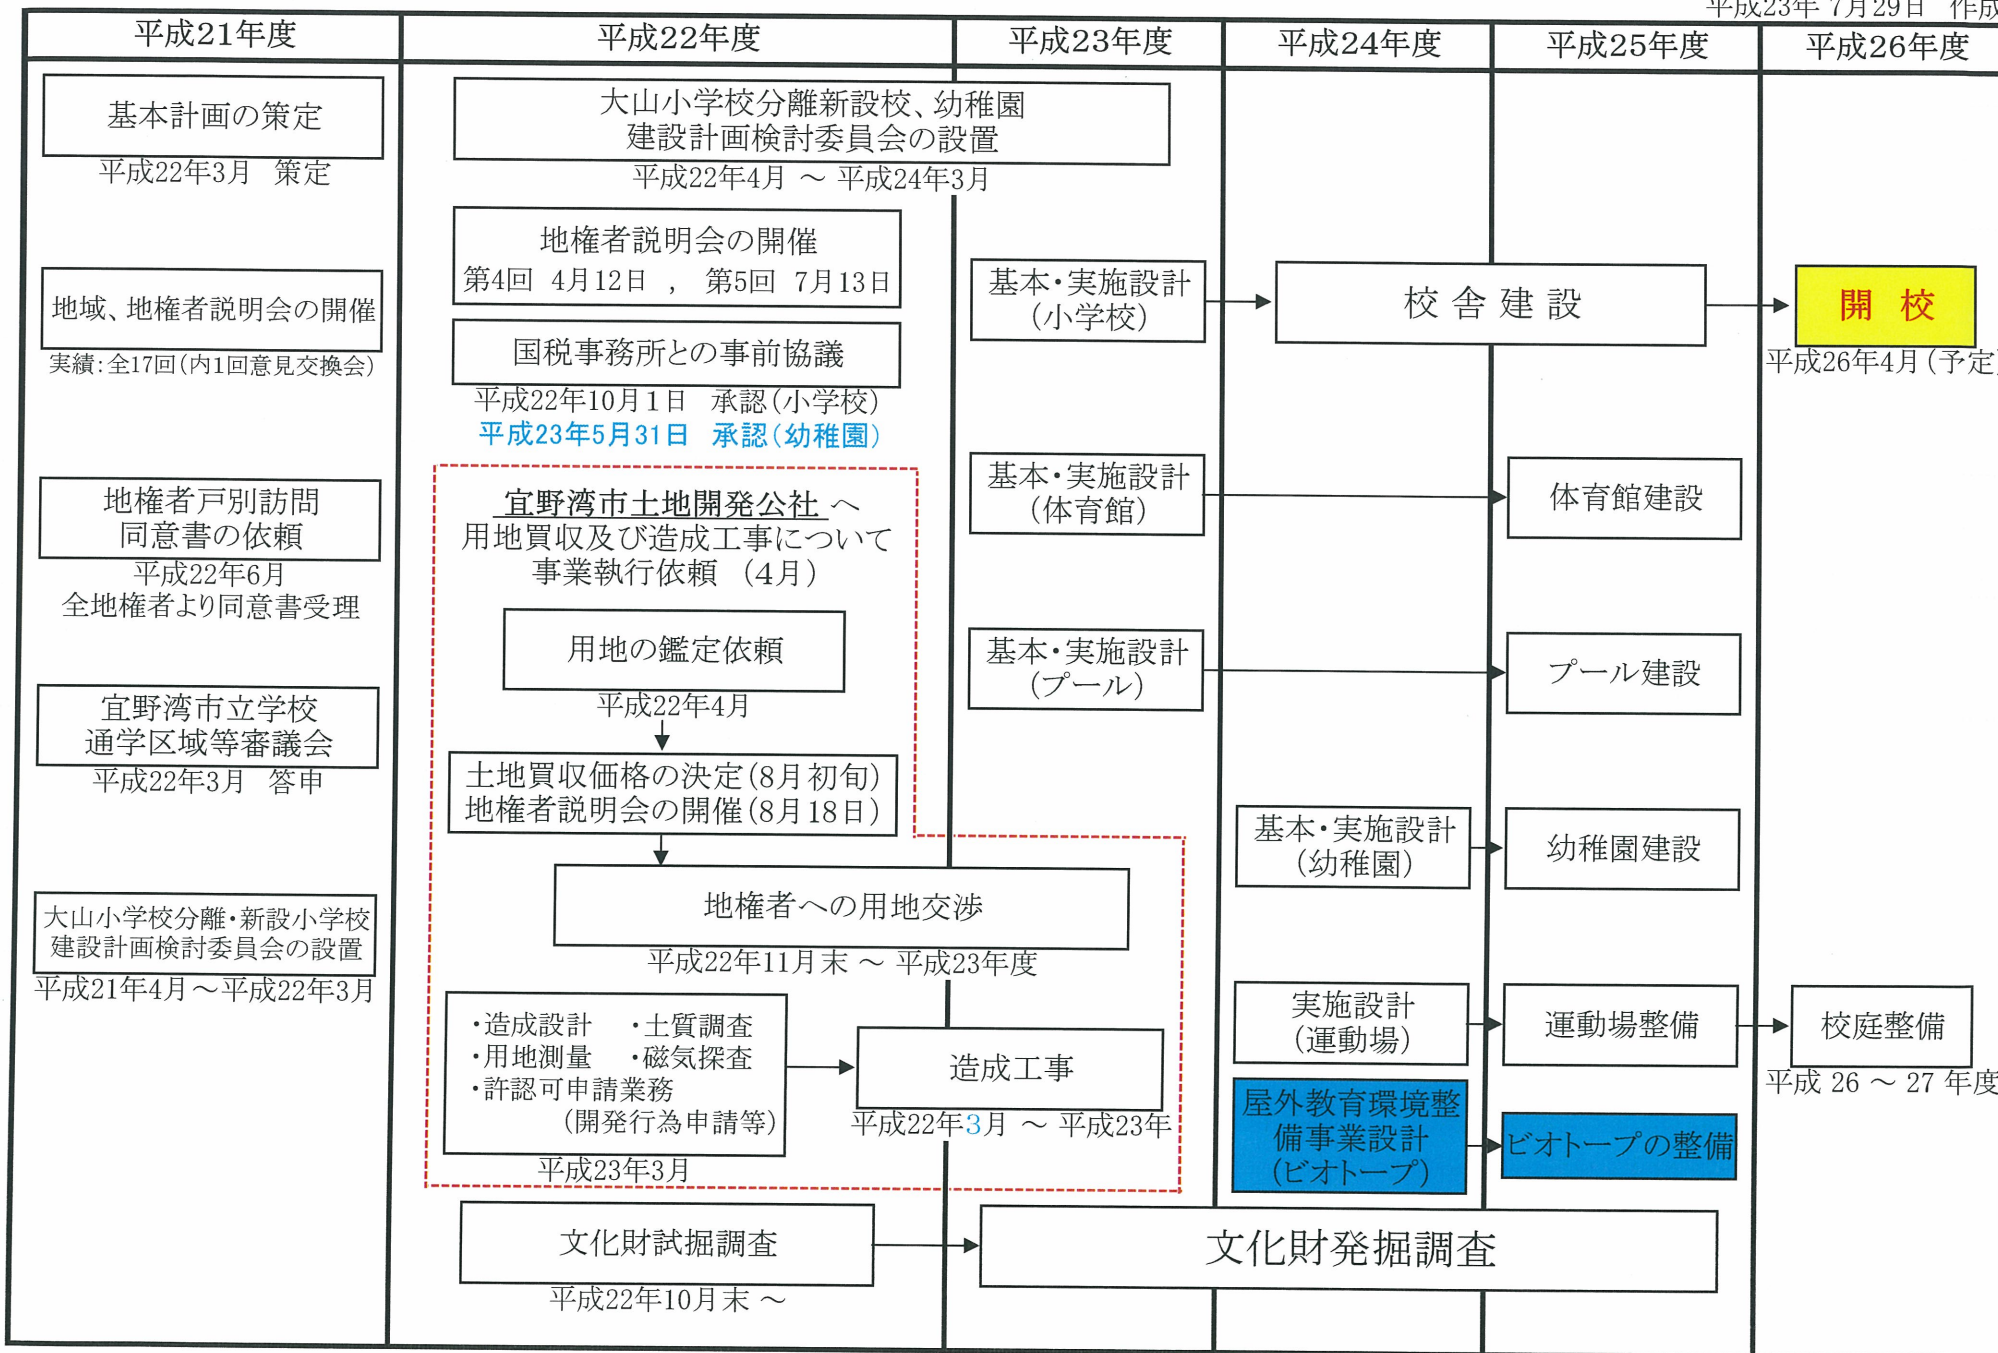 平成23年 7月29日 作成
平成21年度
平成22年度
平成23年度
平成24年度
平成25年度
平成26年度
基本計画の策定
平成22年3月 策定
地域、地権者説明会の開催
実績:全17回(内1回意見交換会)
地権者戸別訪問
同意書の依頼
平成22年6月
全地権者より同意書受理
宜野湾市立学校
通学区域等審議会
平成22年3月 答申
大山小学校分離・新設小学校
建設計画検討委員会の設置
平成21年4月～平成22年3月
大山小学校分離新設校、幼稚園
建設計画検討委員会の設置
平成22年4月 ～ 平成24年3月
地権者説明会の開催
第4回 4月12日 , 第5回 7月13日
国税事務所との事前協議
平成22年10月1日 承認(小学校)
平成23年5月31日 承認(幼稚園)
宜野湾市土地開発公社 へ
用地買収及び造成工事について
事業執行依頼 (4月)
用地の鑑定依頼
平成22年4月
土地買収価格の決定(8月初旬)
地権者説明会の開催(8月18日)
地権者への用地交渉
平成22年11月末 ～ 平成23年度
・造成設計 ・土質調査
・用地測量 ・磁気探査
・許認可申請業務
(開発行為申請等)
平成23年3月
造成工事
平成22年3月 ～ 平成23年
文化財試掘調査
平成22年10月末 ～
文化財発掘調査
基本・実施設計
(小学校)
校舎建設
開 校
平成26年4月(予定)
基本・実施設計
(体育館)
体育館建設
基本・実施設計
(プール)
プール建設
基本・実施設計
(幼稚園)
幼稚園建設
実施設計
(運動場)
運動場整備
校庭整備
平成 26 ～ 27 年度
屋外教育環境整
備事業設計
(ビオトープ)
ビオトープの整備